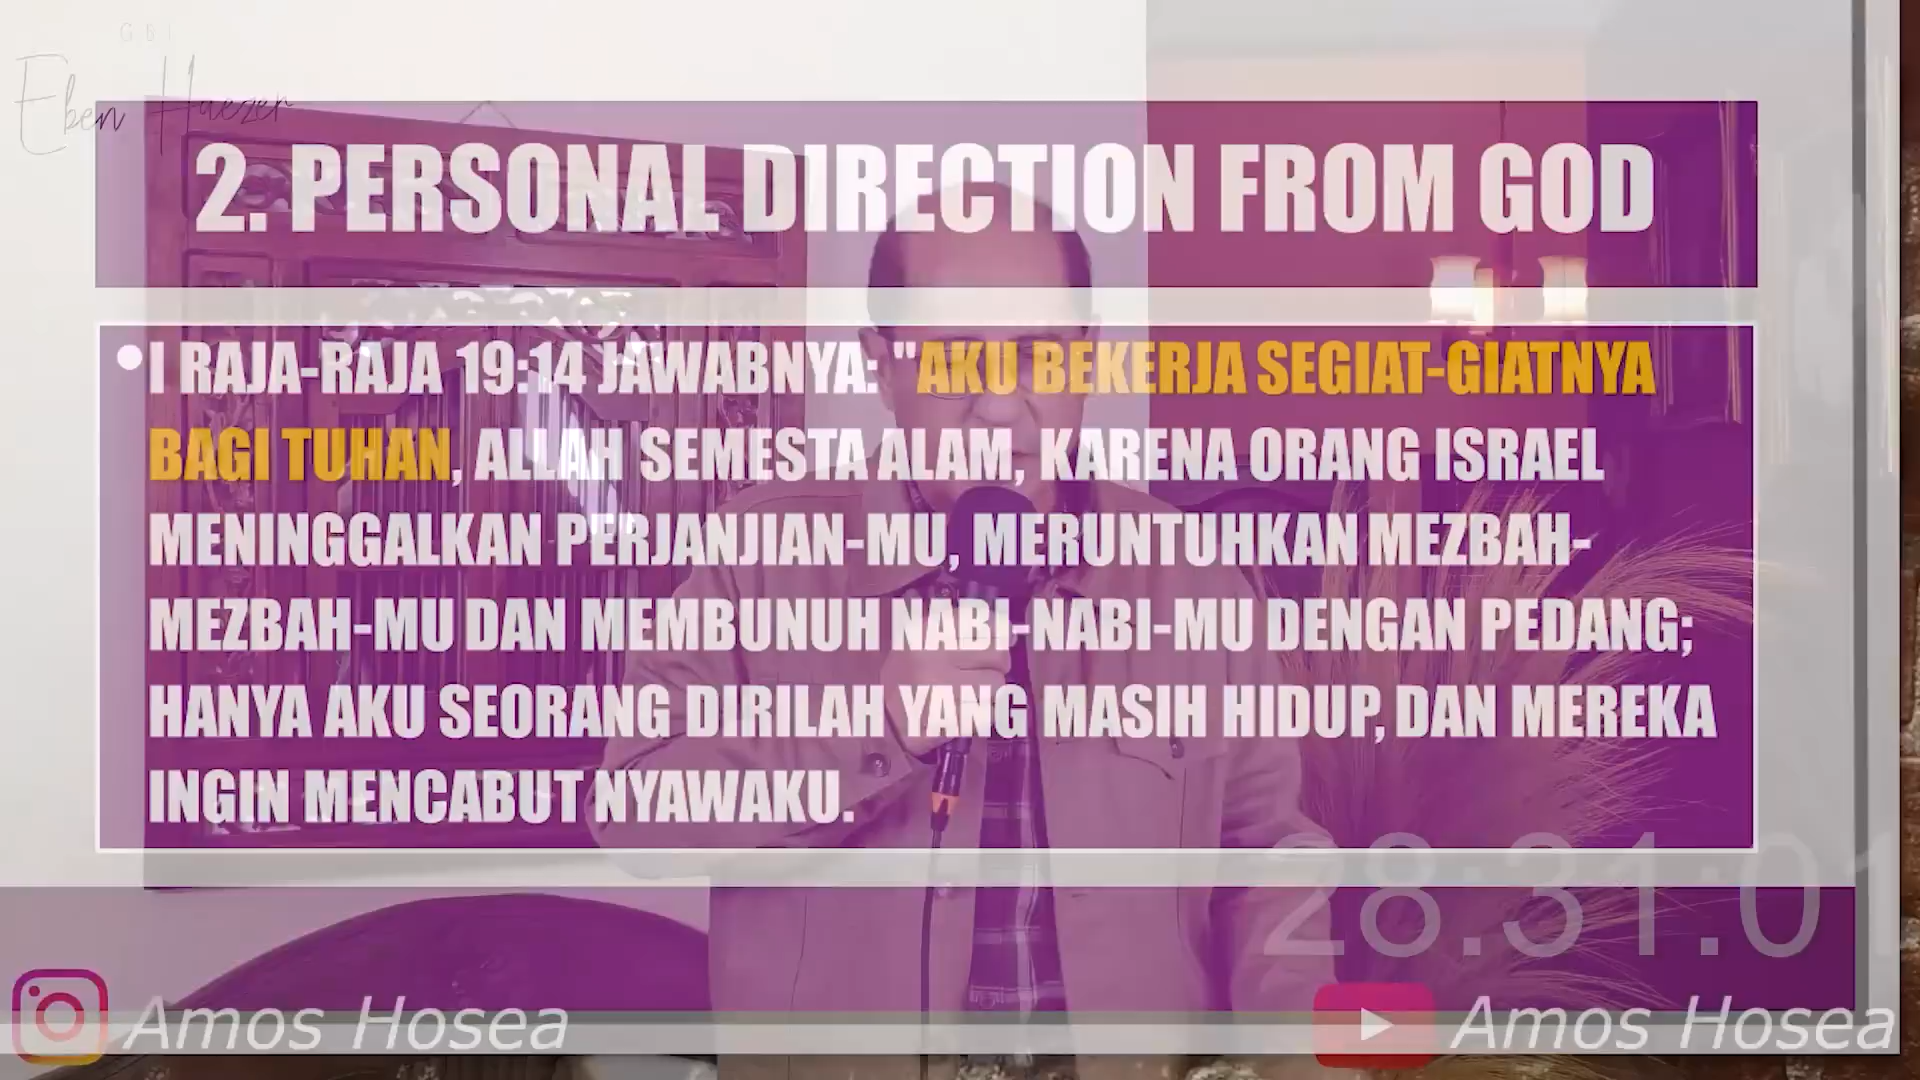 GBI
Eben Haezer
2. PERSONAL DIRECTION FROM GOD
•I RAJA-RAJA 19:14 JAWABNYA: "AKU BEKERJA SEGIAT-GIATNYA
BAGI TUHAN, ALLAH SEMESTA ALAM, KARENA ORANG ISRAEL
MENINGGALKAN PERJANJIAN-MU, MERUNTUHKAN MEZBAH-
MEZBAH-MU DAN MEMBUNUH NABI-NABI-MU DENGAN PEDANG;
HANYA AKU SEORANG DIRILAH YANG MASIH HIDUP, DAN MEREKA
INGIN MENCABUT NYAWAKU.
28:31:01
Amos Hosea
Amos Hosea